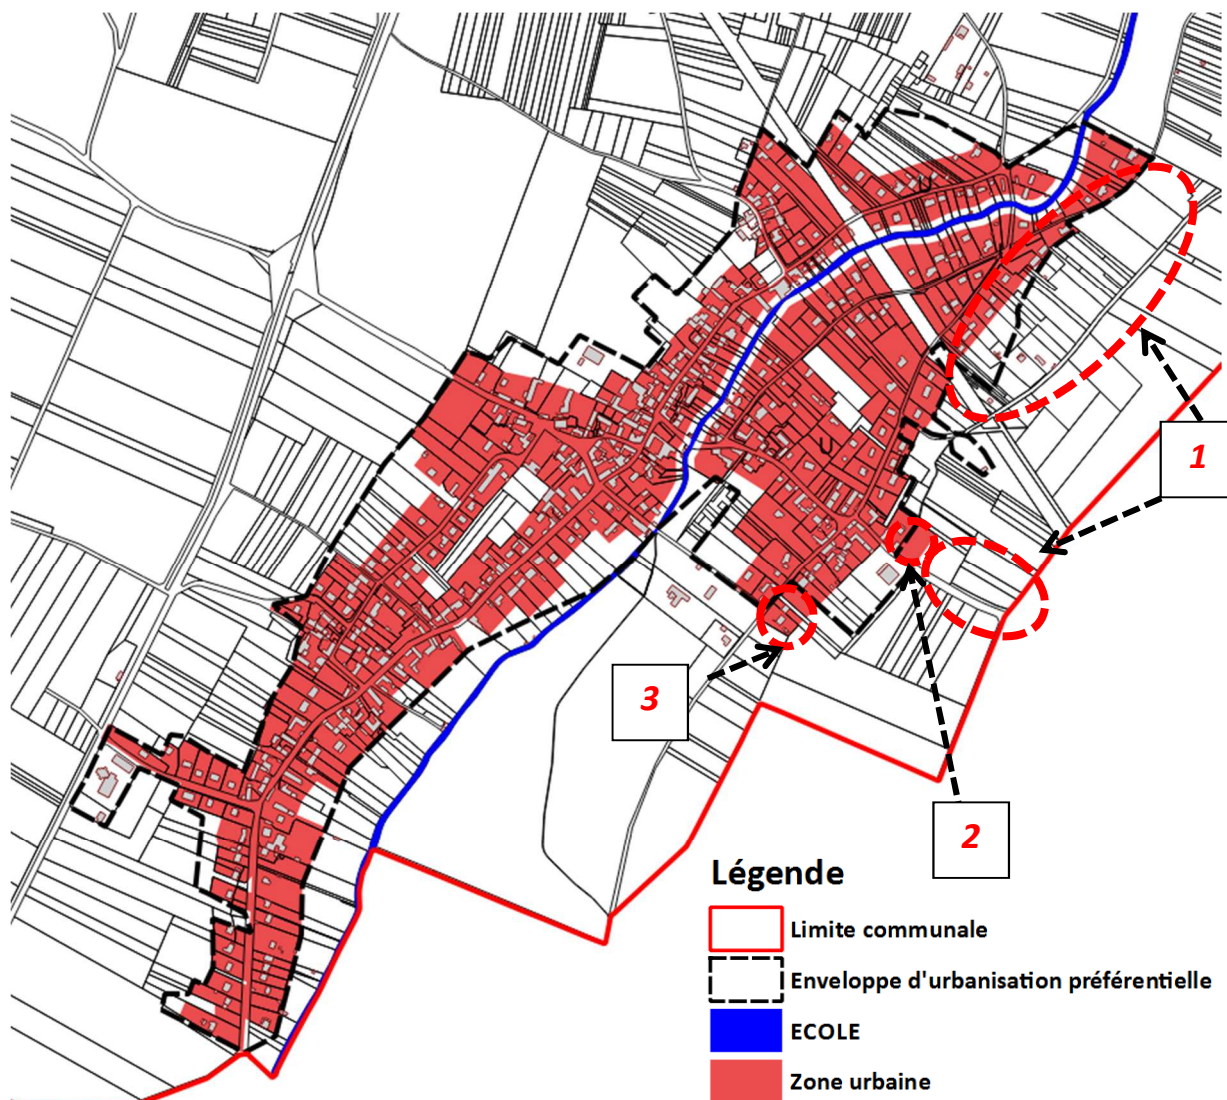 U
U
1
3
2
Légende
Limite communale
Enveloppe d'urbanisation préférentielle
ECOLE
Zone urbaine